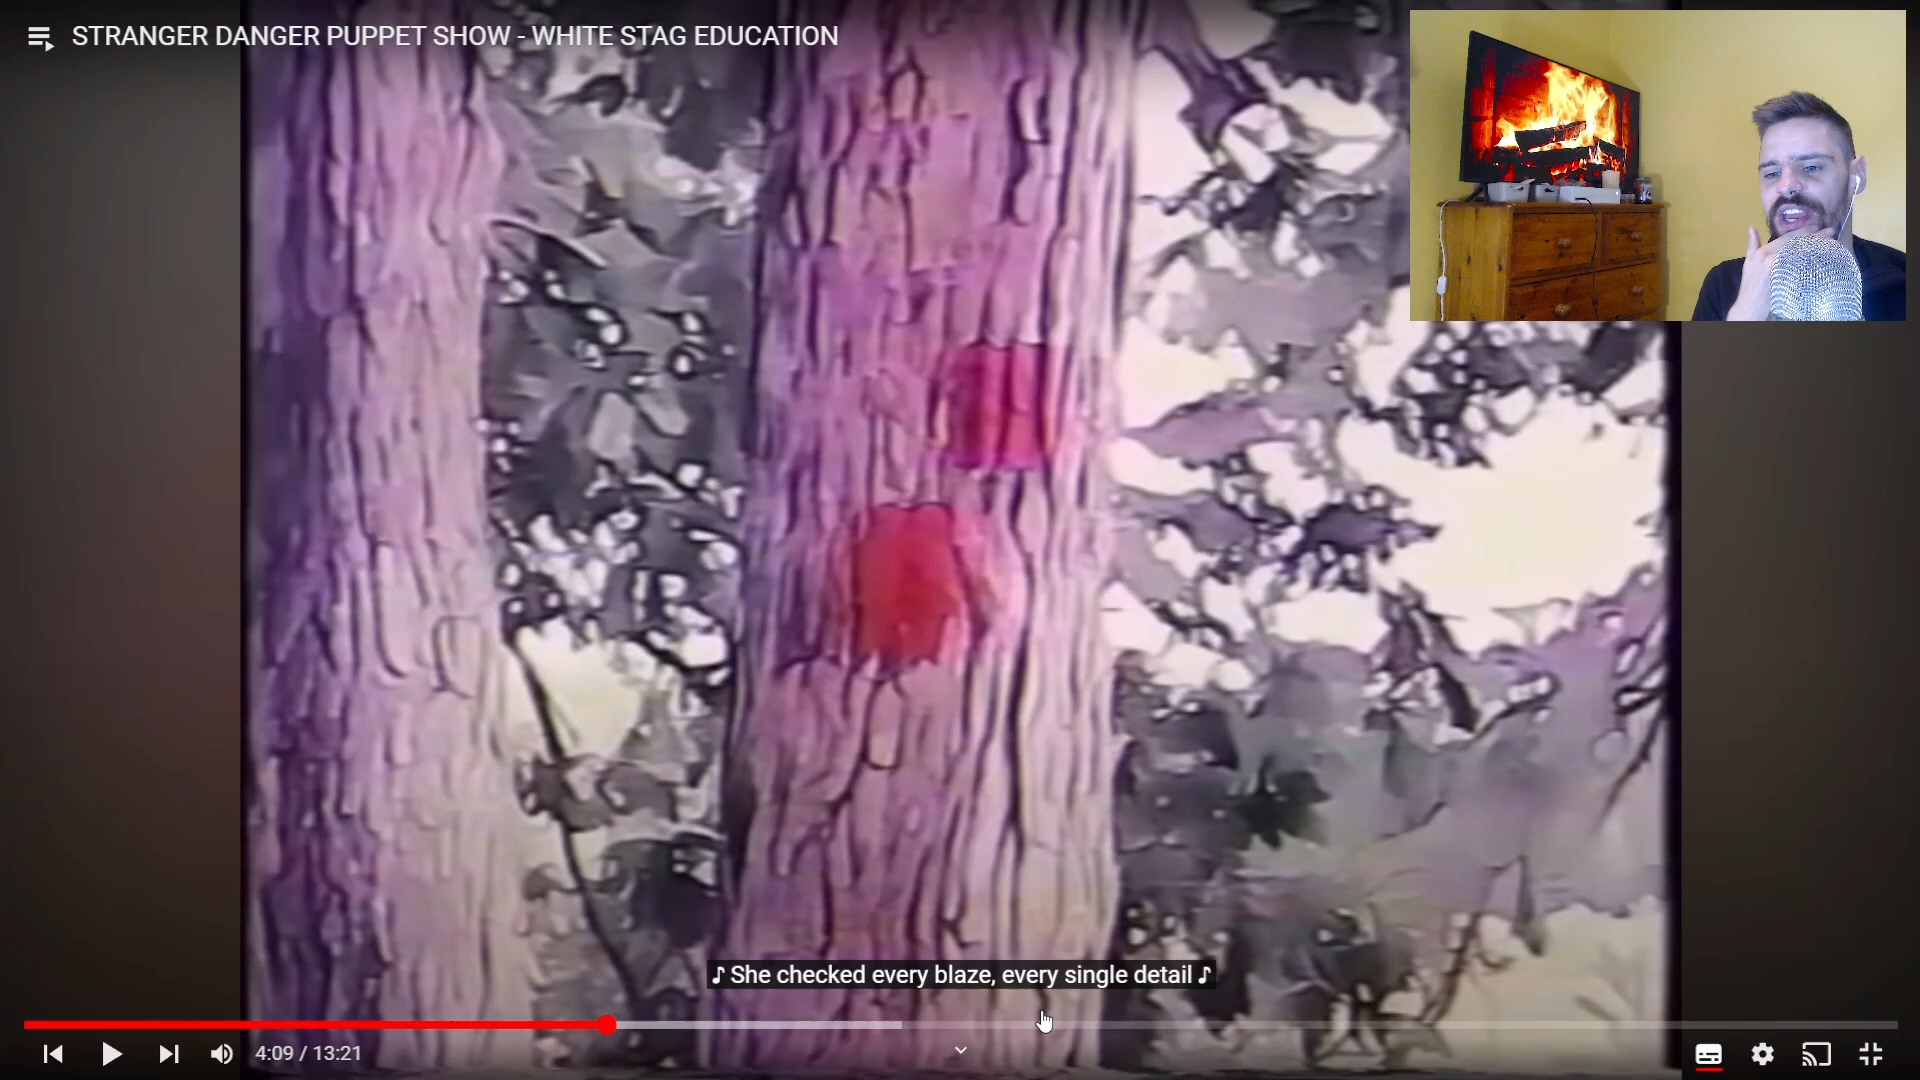 STRANGER DANGER PUPPET SHOW - WHITE STAG EDUCATION
♪ She checked every blaze, every single detail ♪
4:09 / 13:21